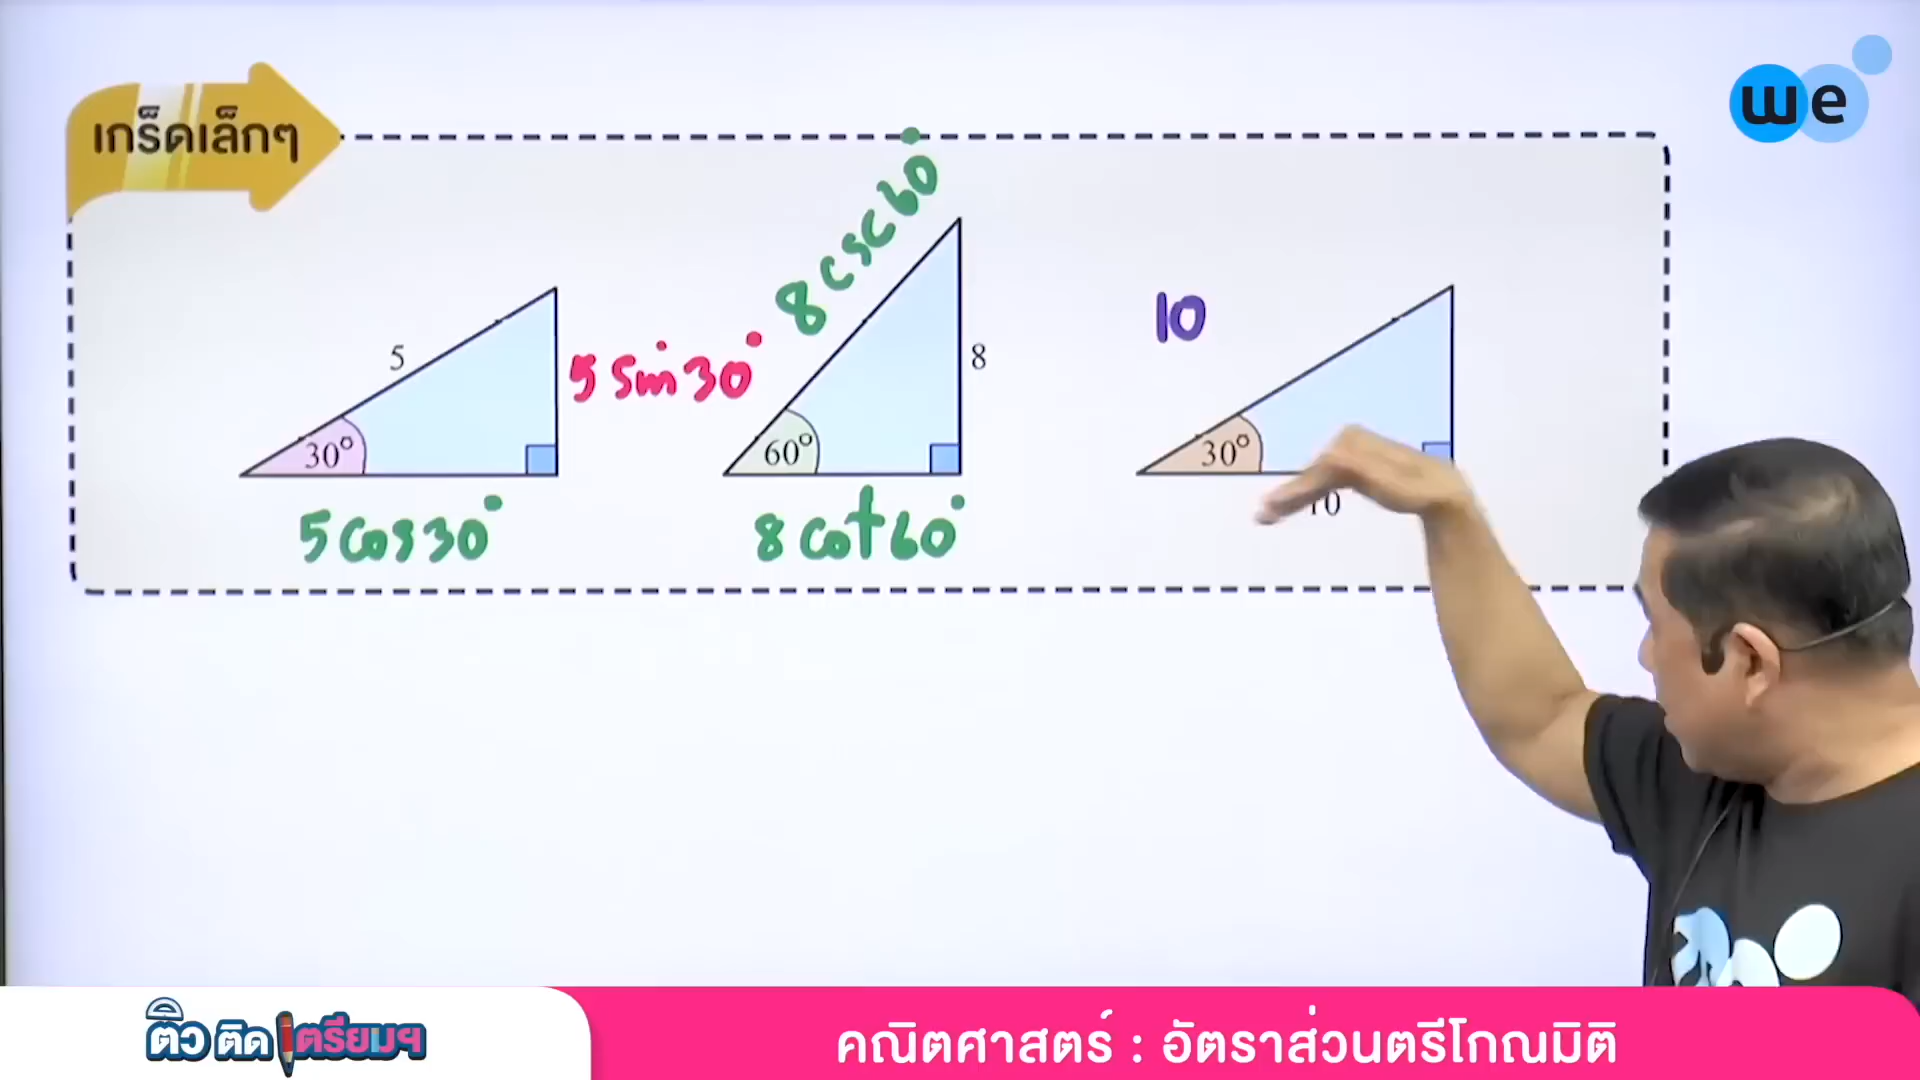 we
เกร็ดเล็กๆ
8 csc 60°
10
5
5 sin 30°
8
30°
60°
30°
10
5 cos 30°
8 cot 60°
ติว ติด เตรียมฯ
คณิตศาสตร์ : อัตราส่วนตรีโกณมิติ